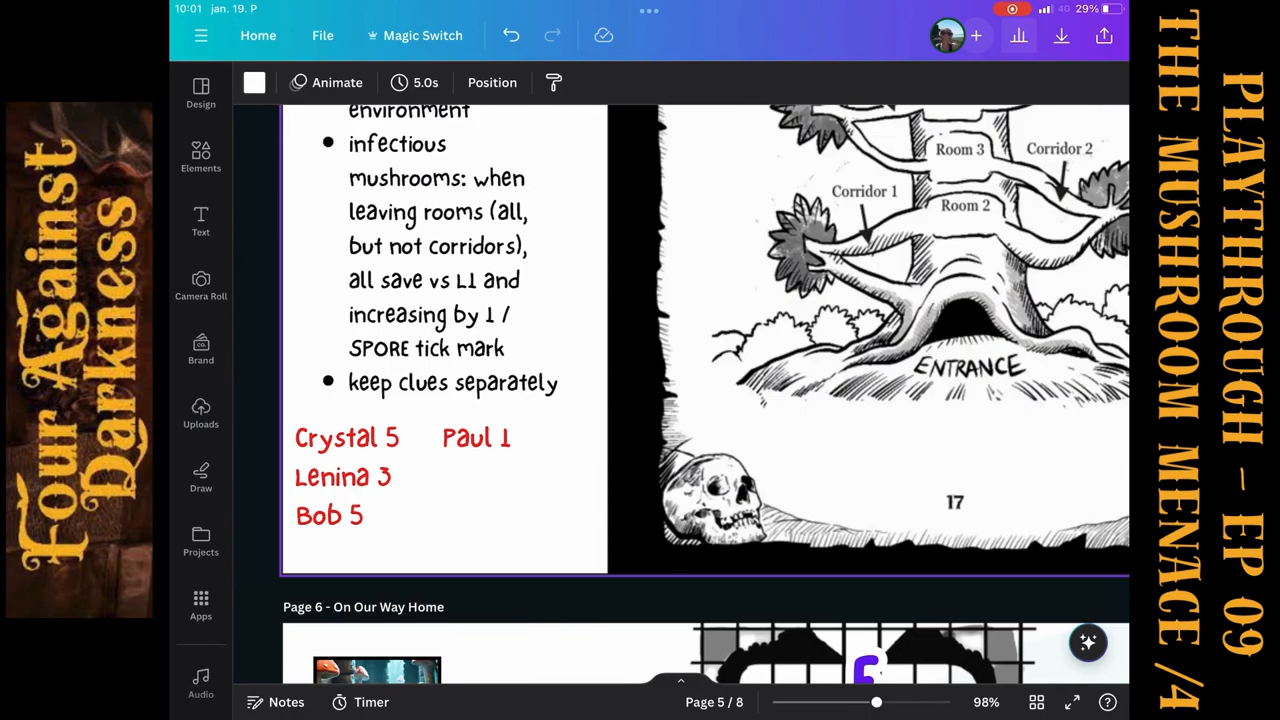 Four Against
Darkness
10:01 jan. 19. P
4G 29%
Home
File
Magic Switch
Animate
5.0s
Position
Design
Elements
Text
Camera Roll
Brand
Uploads
Draw
Projects
Apps
Audio
environment
infectious
mushrooms: when
leaving rooms (all,
but not corridors),
all save vs L1 and
increasing by 1 /
SPORE tick mark
keep clues separately
Crystal 5 Paul 1
Lenina 3
Bob 5
Room 3
Corridor 2
Corridor 1
Room 2
ENTRANCE
17
Page 6 - On Our Way Home
Notes
Timer
Page 5 / 8
98%
PLAYTHROUGH – EP 09
THE MUSHROOM MENACE /4